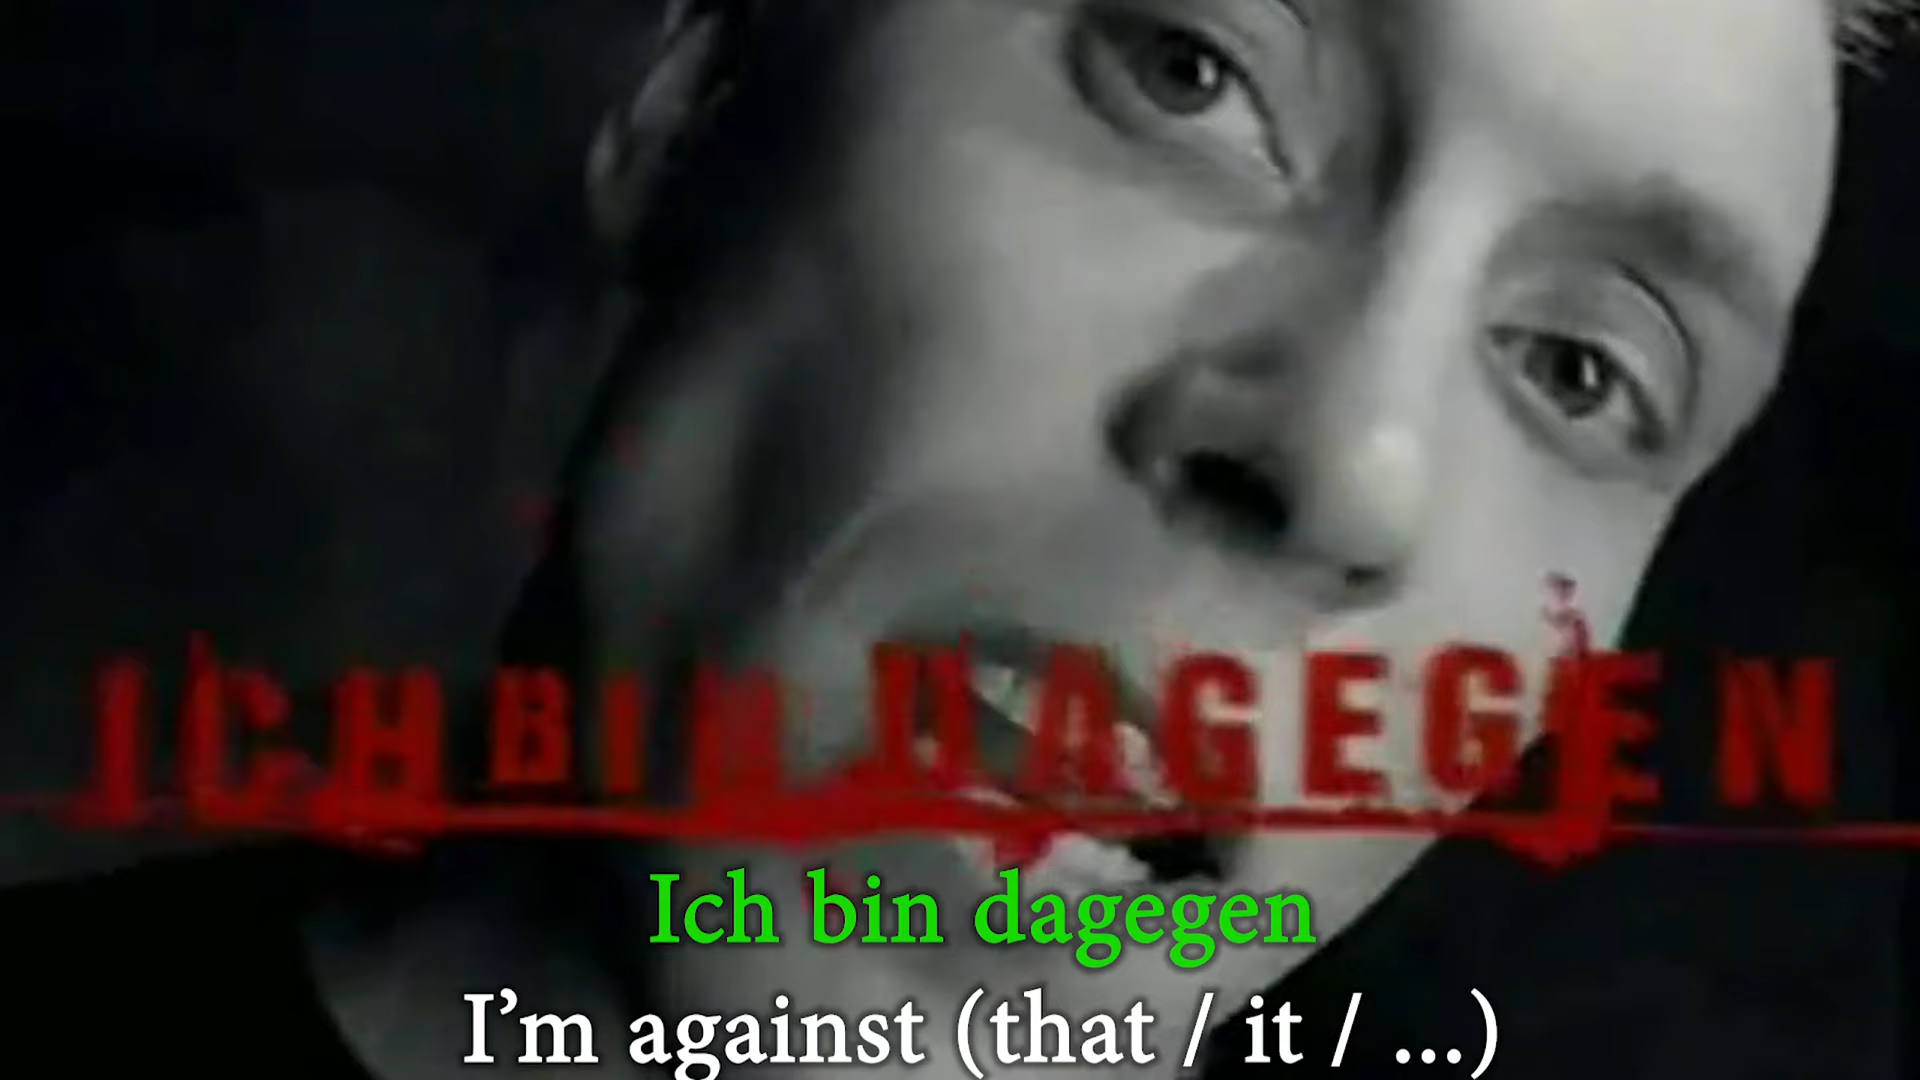 ICH BIN DAGEGEN
Ich bin dagegen
I'm against (that / it / ...)